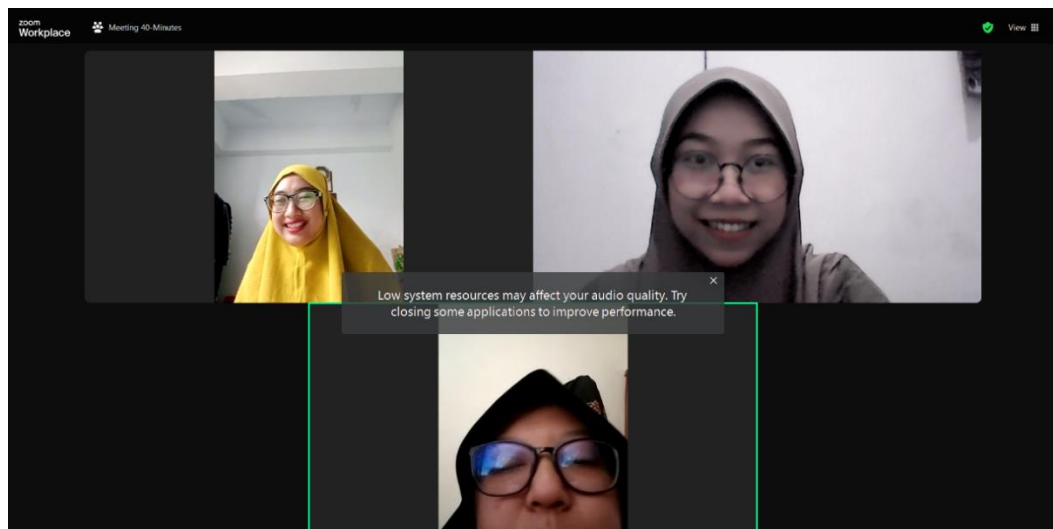 zoom
Workplace
Meeting 40-Minutes
View
Low system resources may affect your audio quality. Try
closing some applications to improve performance.